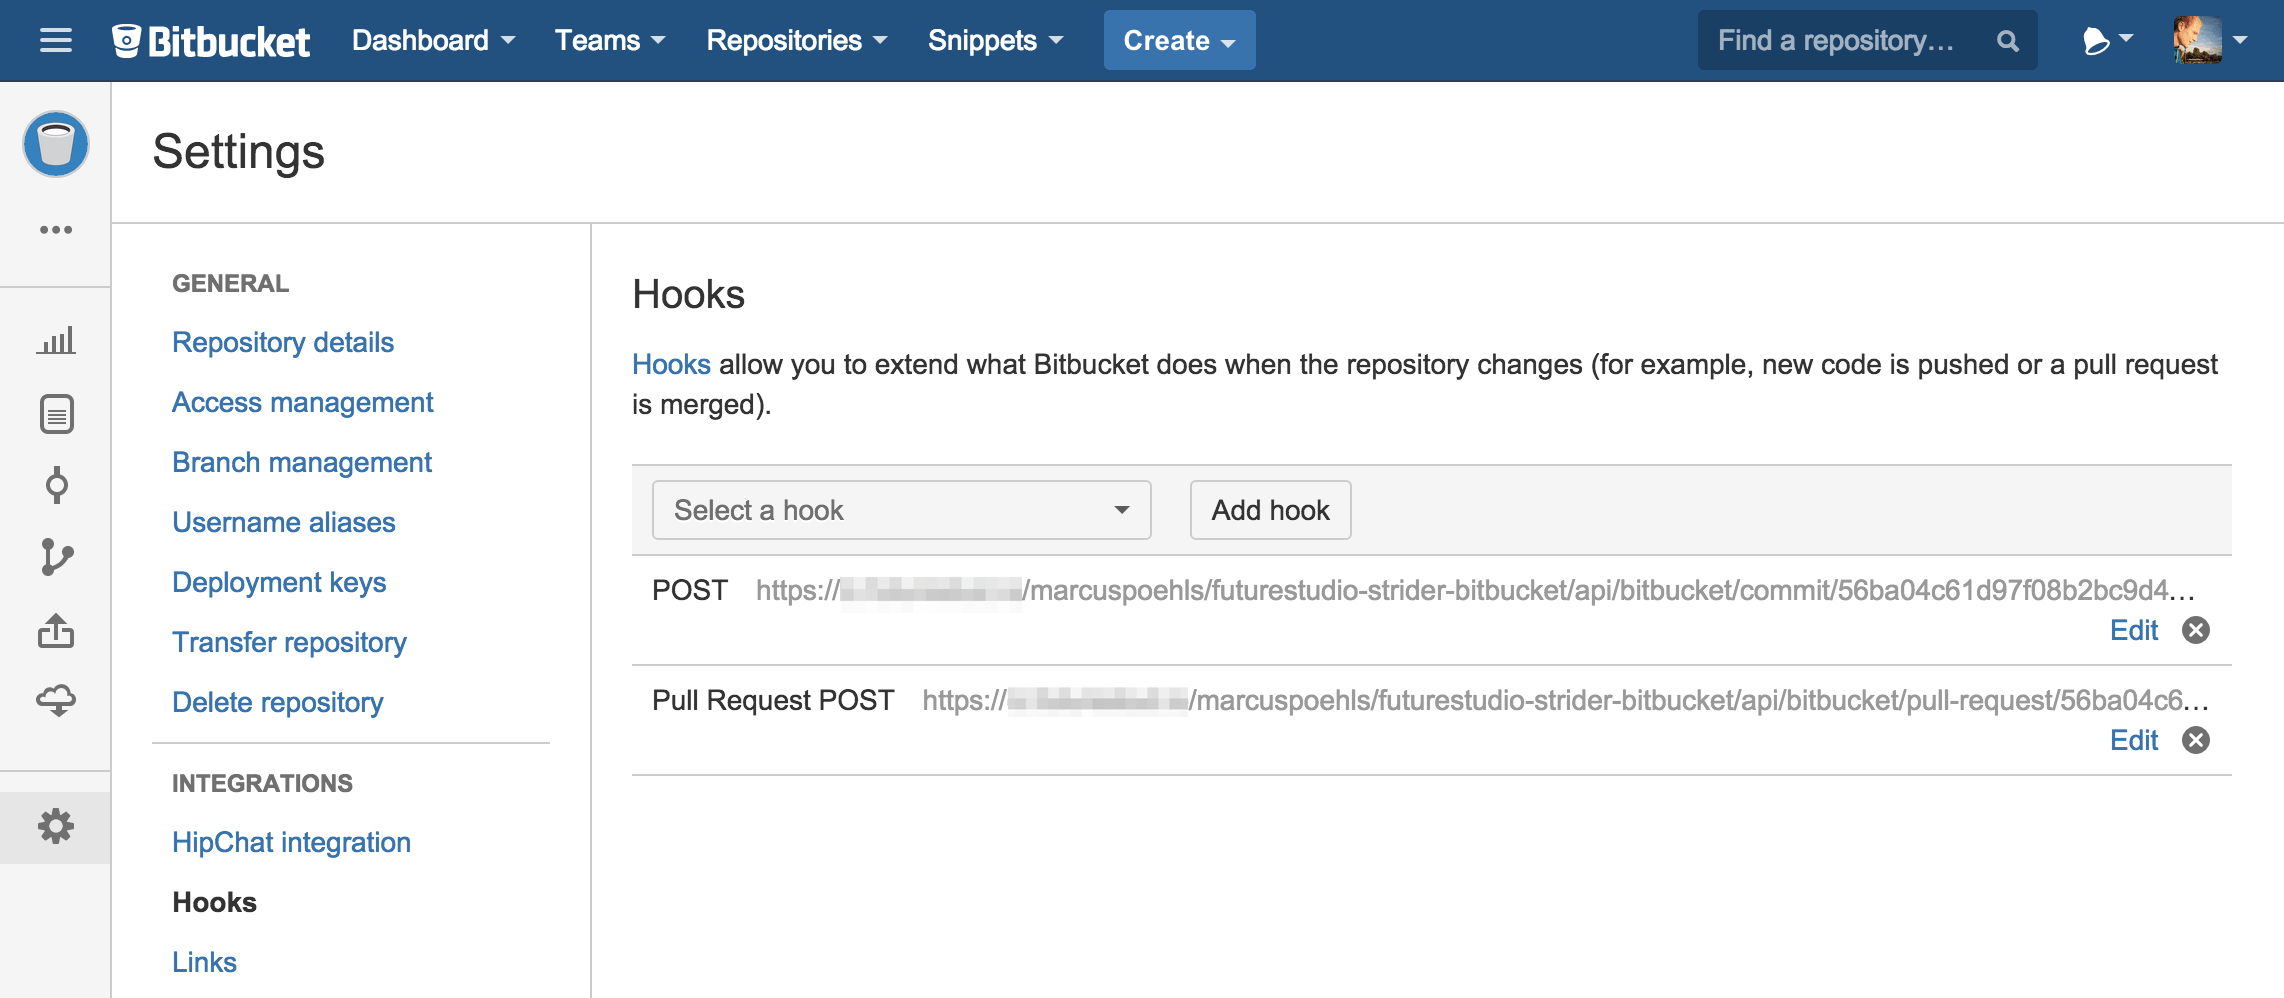 Bitbucket Dashboard Teams Repositories Snippets Create Find a repository...
Settings
GENERAL
Repository details
Access management
Branch management
Username aliases
Deployment keys
Transfer repository
Delete repository
INTEGRATIONS
HipChat integration
Hooks
Links
Hooks
Hooks allow you to extend what Bitbucket does when the repository changes (for example, new code is pushed or a pull request
is merged).
Select a hook Add hook
POST https:// /marcuspoehls/futurestudio-strider-bitbucket/api/bitbucket/commit/56ba04c61d97f08b2bc9d4...
Edit
Pull Request POST https:// /marcuspoehls/futurestudio-strider-bitbucket/api/bitbucket/pull-request/56ba04c6...
Edit